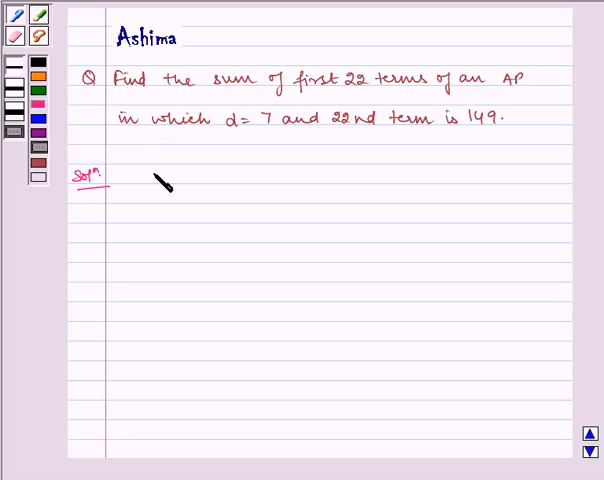 Ashima
Q Find the sum of first 22 terms of an AP
in which d = 7 and 22nd term is 149.
Solⁿ.